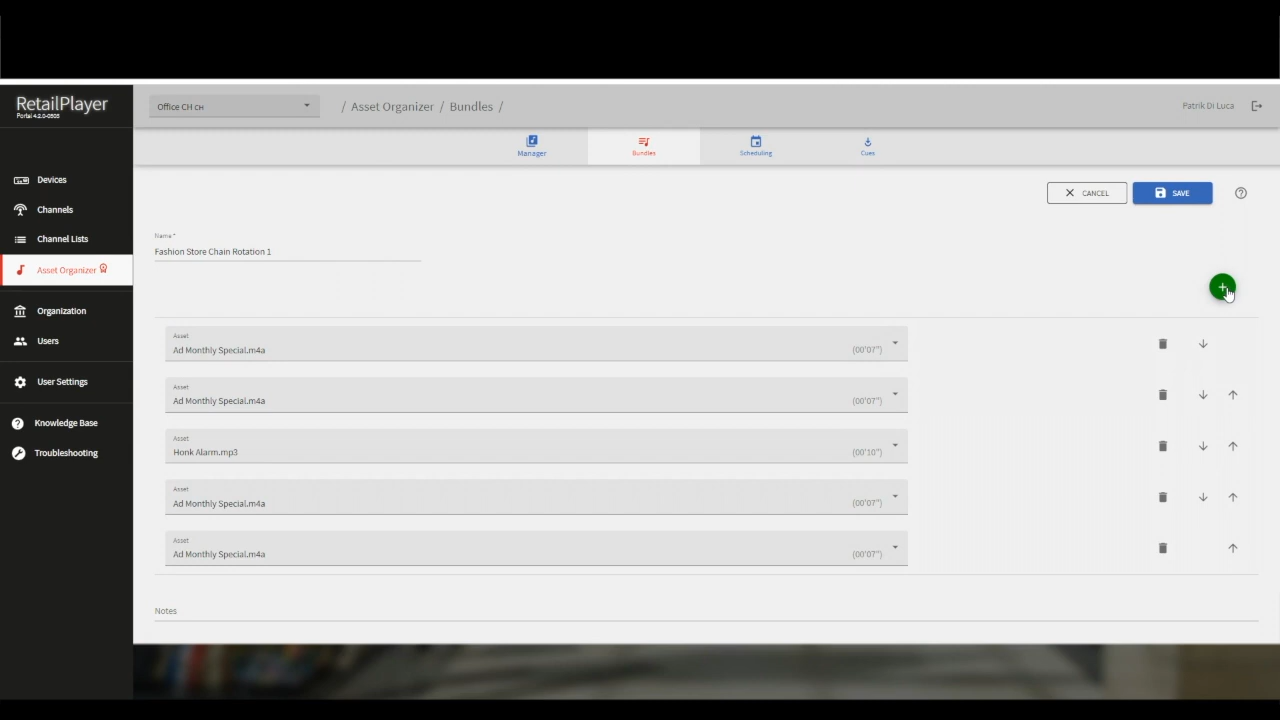 RetailPlayer
Portal 4.2.0-0505
Office CH CH
/ Asset Organizer / Bundles /
Patrik Di Luca
Manager
Bundles
Scheduling
Cues
Devices
Channels
Channel Lists
Asset Organizer
Organization
Users
User Settings
Knowledge Base
Troubleshooting
CANCEL
SAVE
Name *
Fashion Store Chain Rotation 1
Asset
Ad Monthly Special.m4a (00'07")
Asset
Ad Monthly Special.m4a (00'07")
Asset
Honk Alarm.mp3 (00'10")
Asset
Ad Monthly Special.m4a (00'07")
Asset
Ad Monthly Special.m4a (00'07")
Notes